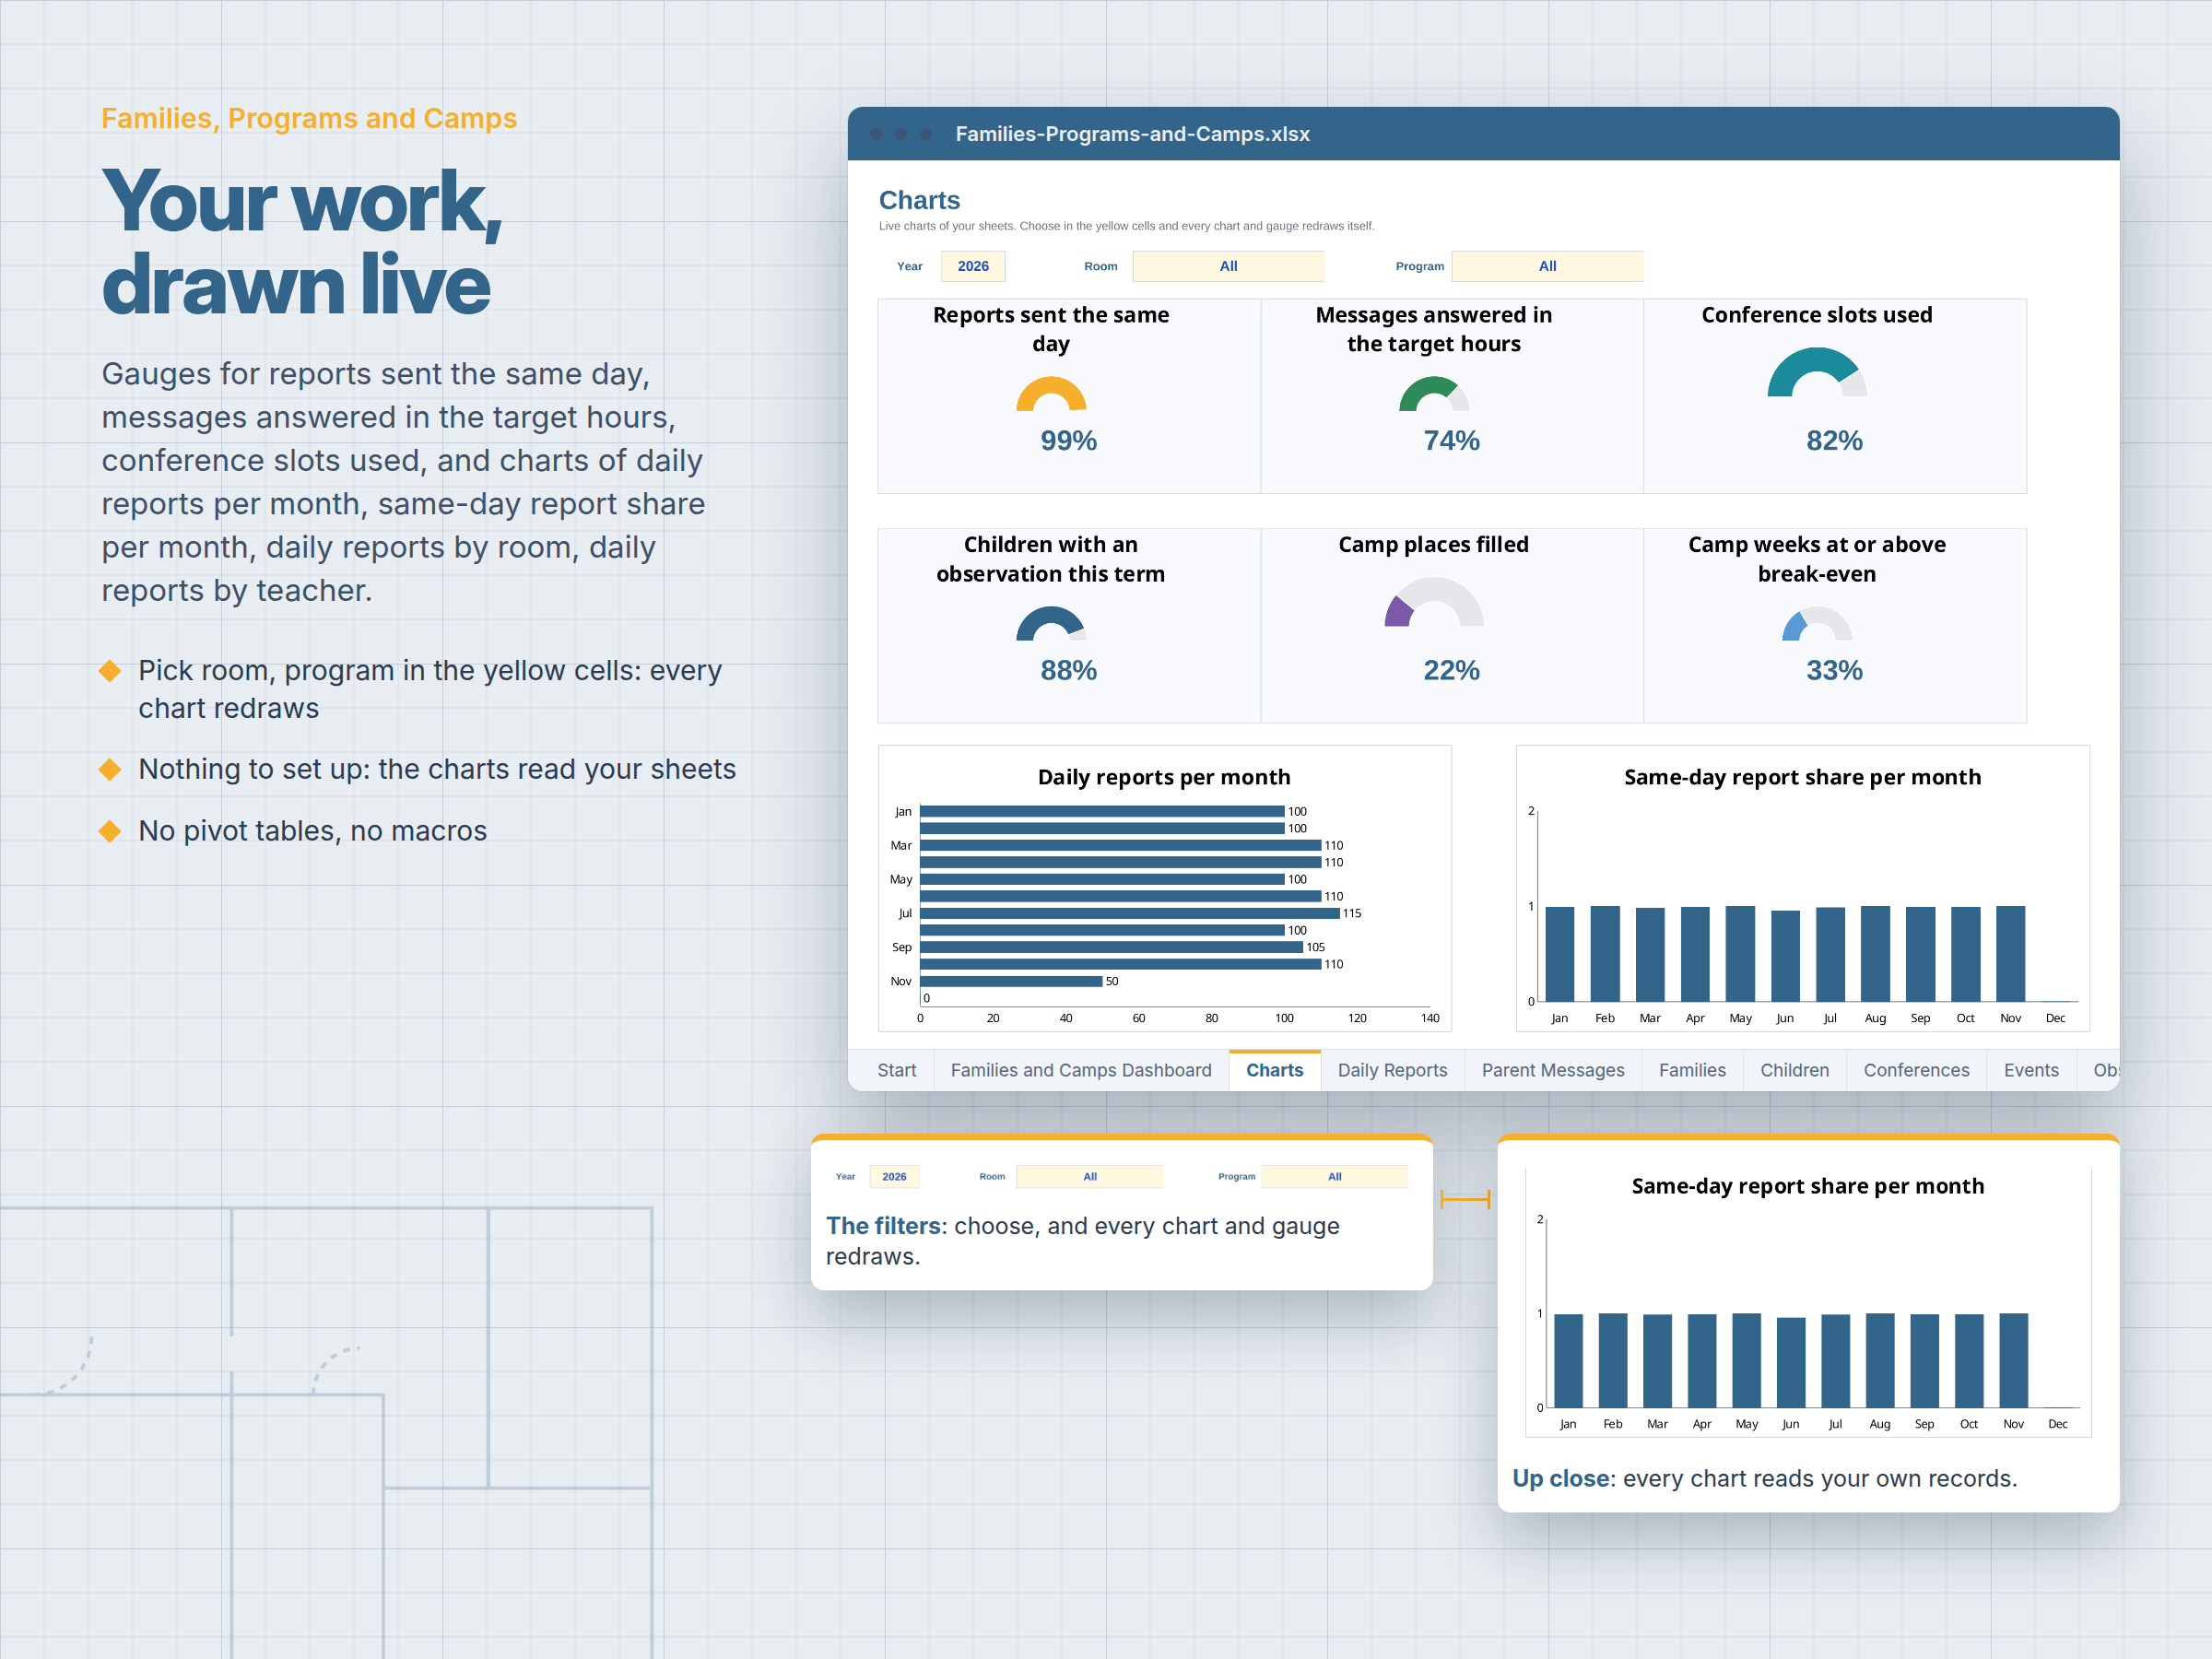 Families, Programs and Camps
Your work,
drawn live
Gauges for reports sent the same day,
messages answered in the target hours,
conference slots used, and charts of daily
reports per month, same-day report share
per month, daily reports by room, daily
reports by teacher.
Pick room, program in the yellow cells: every
chart redraws
Nothing to set up: the charts read your sheets
No pivot tables, no macros
Families-Programs-and-Camps.xlsx
Charts
Live charts of your sheets. Choose in the yellow cells and every chart and gauge redraws itself.
Year 2026 Room All Program All
Reports sent the same
day
99%
Messages answered in
the target hours
74%
Conference slots used
82%
Children with an
observation this term
88%
Camp places filled
22%
Camp weeks at or above
break-even
33%
Daily reports per month
Jan 100
100
Mar 110
110
May 100
110
Jul 115
100
Sep 105
110
Nov 50
0
0 20 40 60 80 100 120 140
Same-day report share per month
2
1
0
Jan Feb Mar Apr May Jun Jul Aug Sep Oct Nov Dec
Start Families and Camps Dashboard Charts Daily Reports Parent Messages Families Children Conferences Events Obs
Year 2026 Room All Program All
The filters: choose, and every chart and gauge
redraws.
Same-day report share per month
2
1
0
Jan Feb Mar Apr May Jun Jul Aug Sep Oct Nov Dec
Up close: every chart reads your own records.